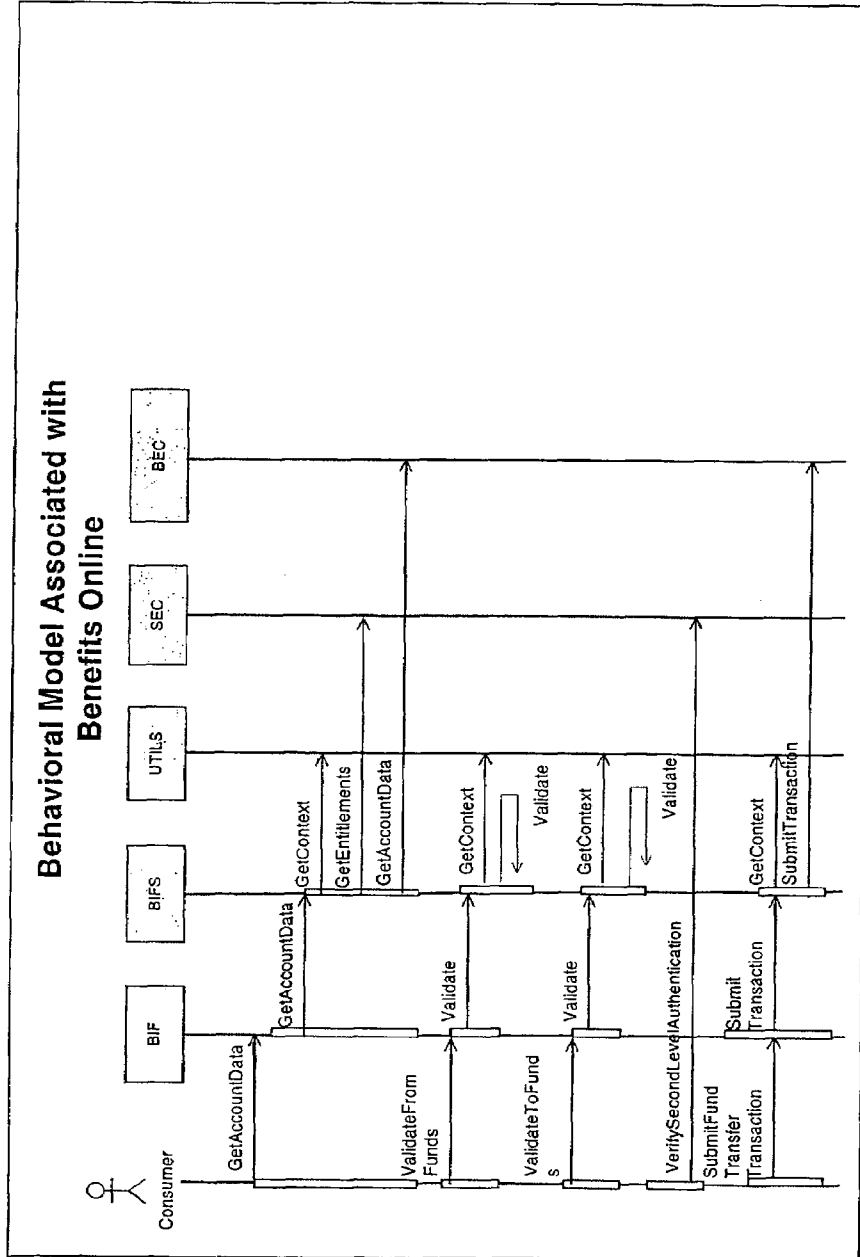 Behavioral Model Associated with
Benefits Online
Consumer
BIF
BIFS
UTILS
SEC
BEC
GetAccountData
GetAccountData
GetContext
GetEntitlements
GetAccountData
ValidateFrom
Funds
Validate
GetContext
Validate
ValidateToFund
s
Validate
GetContext
Validate
VerifySecondLevelAuthentication
SubmitFund
Transfer
Transaction
Submit
Transaction
GetContext
SubmitTransaction